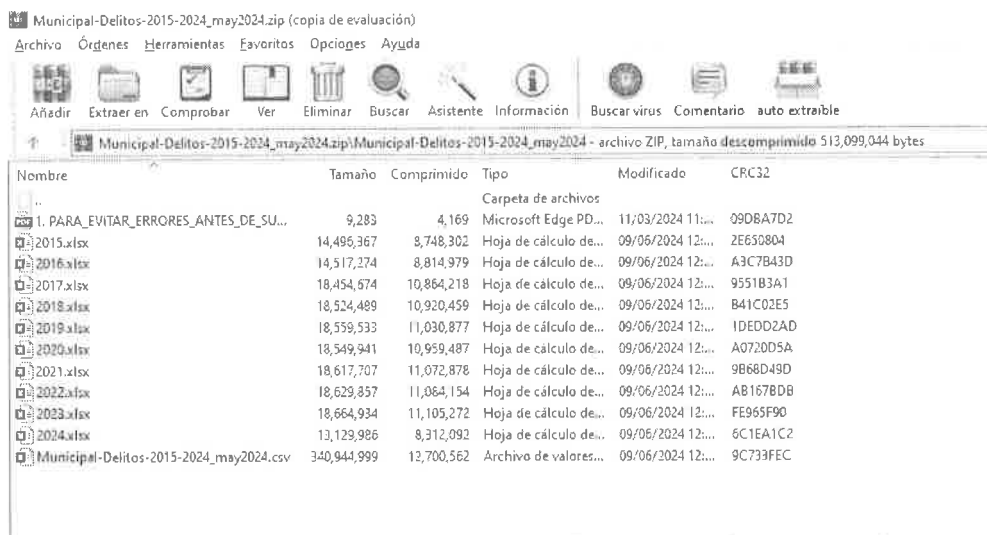 Municipal-Delitos-2015-2024_may2024.zip (copia de evaluación)
Archivo Órdenes Herramientas Favoritos Opciones Ayuda
Añadir Extraer en Comprobar Ver Eliminar Buscar Asistente Información Buscar virus Comentario auto extraible
Municipal-Delitos-2015-2024_may2024.zip\Municipal-Delitos-2015-2024_may2024 - archivo ZIP, tamaño descomprimido 513,099,044 bytes
Nombre Tamaño Comprimido Tipo Modificado CRC32
.. Carpeta de archivos
1. PARA_EVITAR_ERRORES_ANTES_DE_SU... 9,283 4,169 Microsoft Edge PD... 11/03/2024 11:... 09DBA7D2
2015.xlsx 14,496,367 8,748,302 Hoja de cálculo de... 09/06/2024 12:... 2E650804
2016.xlsx 14,517,274 8,814,979 Hoja de cálculo de... 09/06/2024 12:... A3C7B43D
2017.xlsx 18,454,674 10,864,218 Hoja de cálculo de... 09/06/2024 12:... 9551B3A1
2018.xlsx 18,524,489 10,920,459 Hoja de cálculo de... 09/06/2024 12:... B41C02E5
2019.xlsx 18,559,533 11,030,877 Hoja de cálculo de... 09/06/2024 12:... 1DEDD2AD
2020.xlsx 18,549,941 10,959,487 Hoja de cálculo de... 09/06/2024 12:... A0720D5A
2021.xlsx 18,617,707 11,072,878 Hoja de cálculo de... 09/06/2024 12:... 9B68D49D
2022.xlsx 18,629,857 11,084,154 Hoja de cálculo de... 09/06/2024 12:... AB167BDB
2023.xlsx 18,664,934 11,105,272 Hoja de cálculo de... 09/06/2024 12:... FE965F90
2024.xlsx 13,129,986 8,312,092 Hoja de cálculo de... 09/06/2024 12:... 6C1EA1C2
Municipal-Delitos-2015-2024_may2024.csv 340,944,999 12,700,562 Archivo de valores... 09/06/2024 12:... 9C733FEC